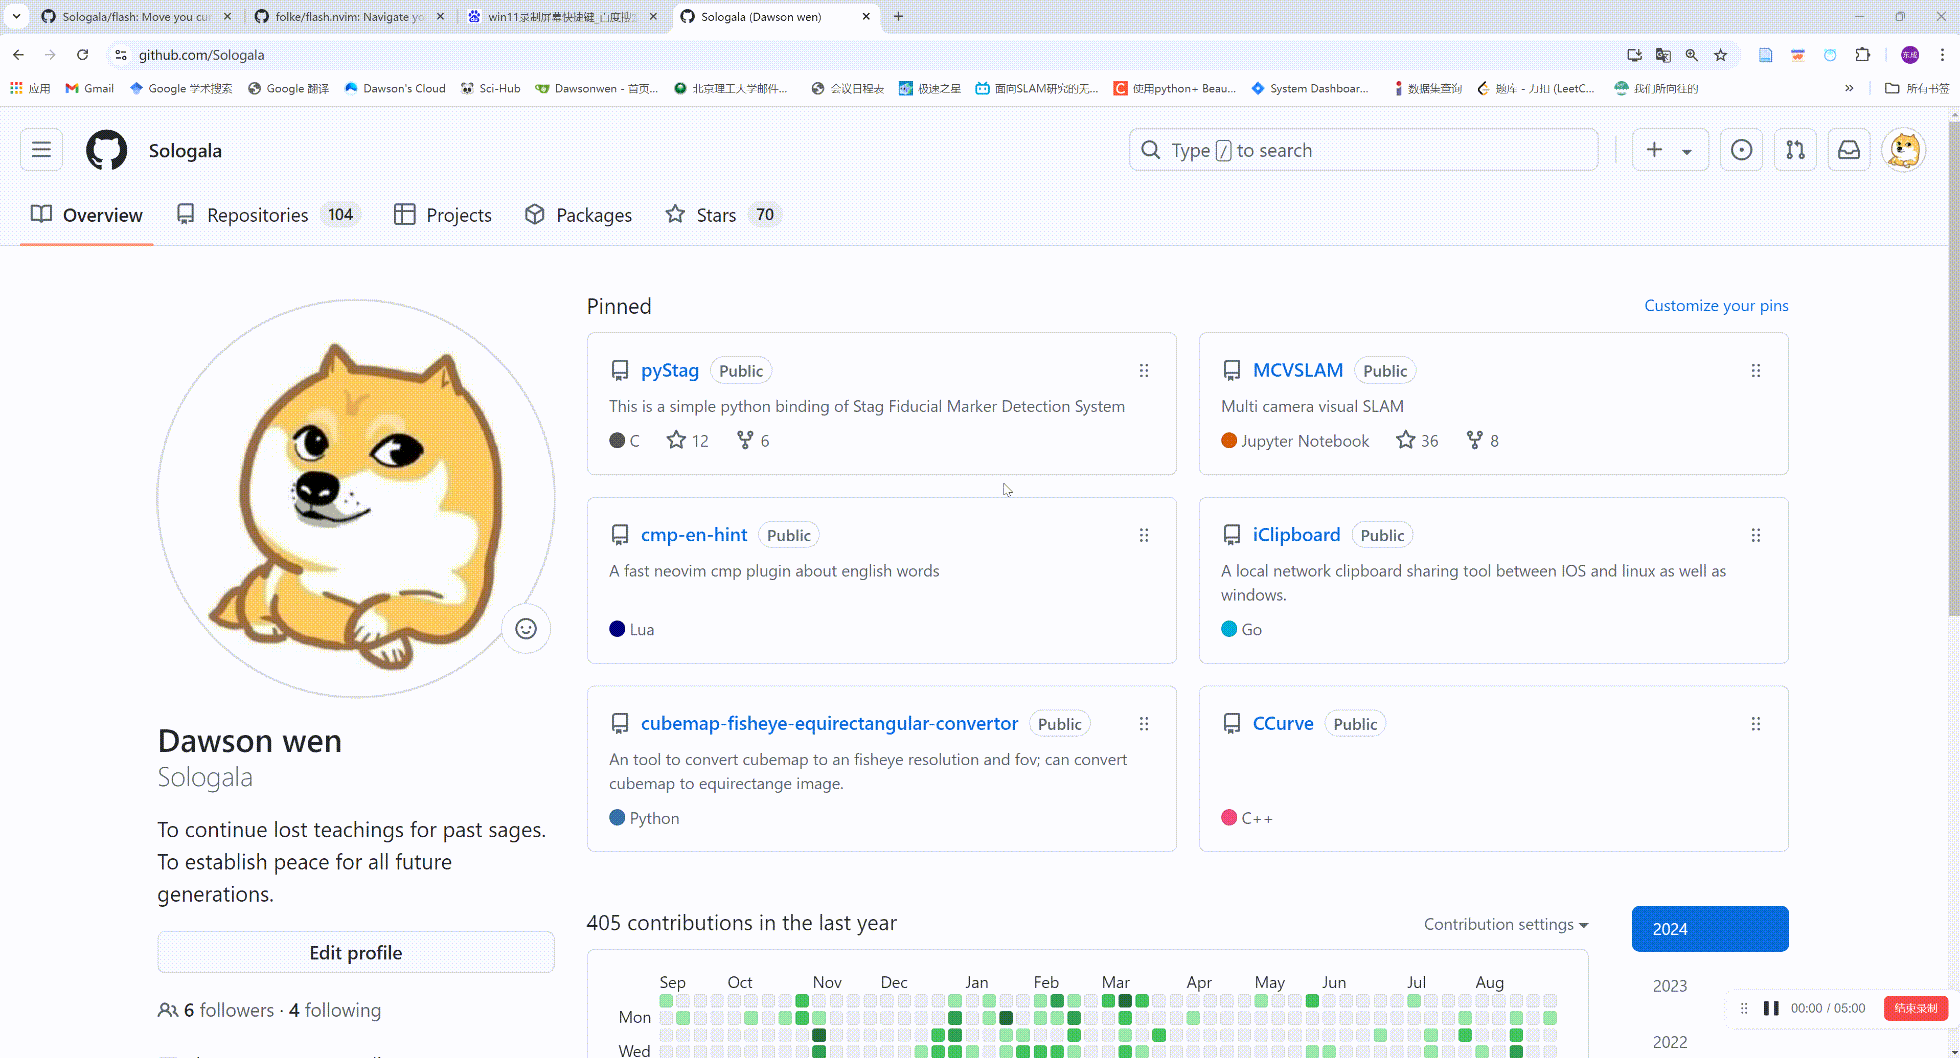 Sologala/flash: Move you cur
folke/flash.nvim: Navigate yo
win11录制屏幕快捷键_百度搜
Sologala (Dawson wen)
github.com/Sologala
应用
Gmail
Google 学术搜索
Google 翻译
Dawson's Cloud
Sci-Hub
Dawsonwen - 首页...
北京理工大学邮件...
会议日程表
极速之星
面向SLAM研究的无...
使用python+ Beau...
System Dashboar...
数据集查询
题库 - 力扣 (LeetC...
我们所向往的
所有书签
Sologala
Type / to search
Overview
Repositories 104
Projects
Packages
Stars 70
Pinned
Customize your pins
pyStag Public
This is a simple python binding of Stag Fiducial Marker Detection System
C 12 6
MCVSLAM Public
Multi camera visual SLAM
Jupyter Notebook 36 8
cmp-en-hint Public
A fast neovim cmp plugin about english words
Lua
iClipboard Public
A local network clipboard sharing tool between IOS and linux as well as
windows.
Go
cubemap-fisheye-equirectangular-convertor Public
An tool to convert cubemap to an fisheye resolution and fov; can convert
cubemap to equirectange image.
Python
CCurve Public
C++
Dawson wen
Sologala
To continue lost teachings for past sages.
To establish peace for all future
generations.
Edit profile
6 followers · 4 following
405 contributions in the last year
Contribution settings
2024
2023
2022
Sep Oct Nov Dec Jan Feb Mar Apr May Jun Jul Aug
Mon
Wed
00:00 / 05:00
结束录制